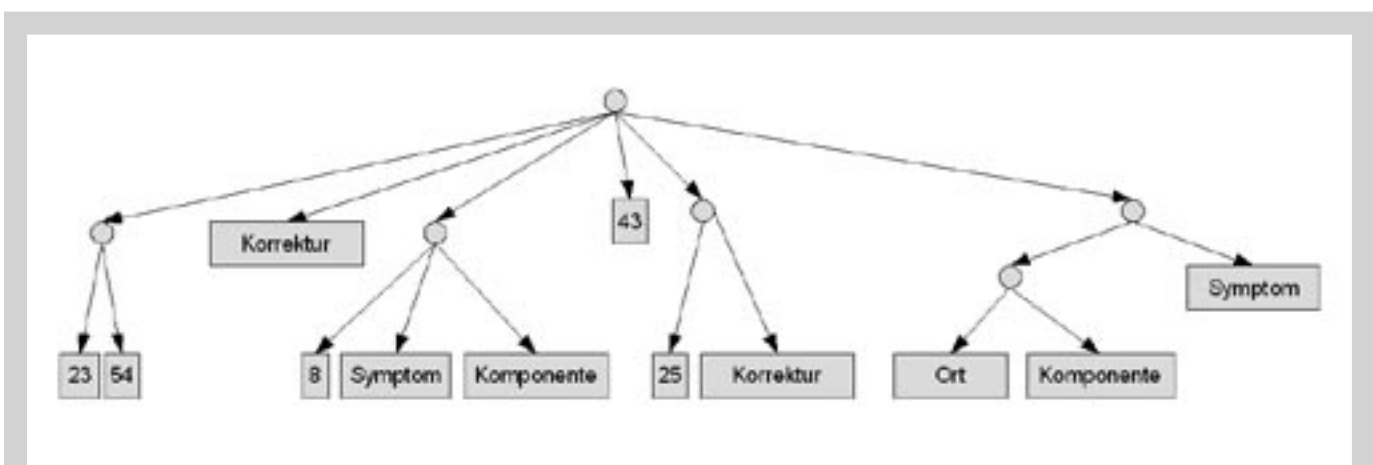 43
Korrektur
Symptom
23 54 8 Symptom Komponente 25 Korrektur Ort Komponente